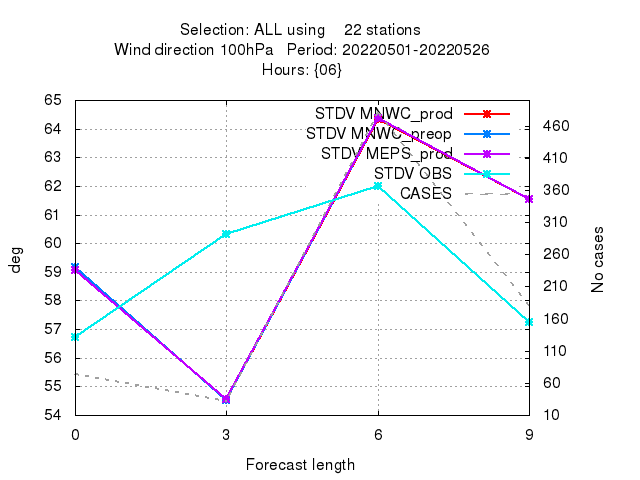 Selection: ALL using 22 stations
Wind direction 100hPa Period: 20220501-20220526
Hours: {06}
STDV MNWC_prod
STDV MNWC_preop
STDV MEPS_prod
STDV OBS
CASES
65
64
63
62
61
60
59
58
57
56
55
54
deg
460
410
360
310
260
210
160
110
60
10
No cases
0 3 6 9
Forecast length